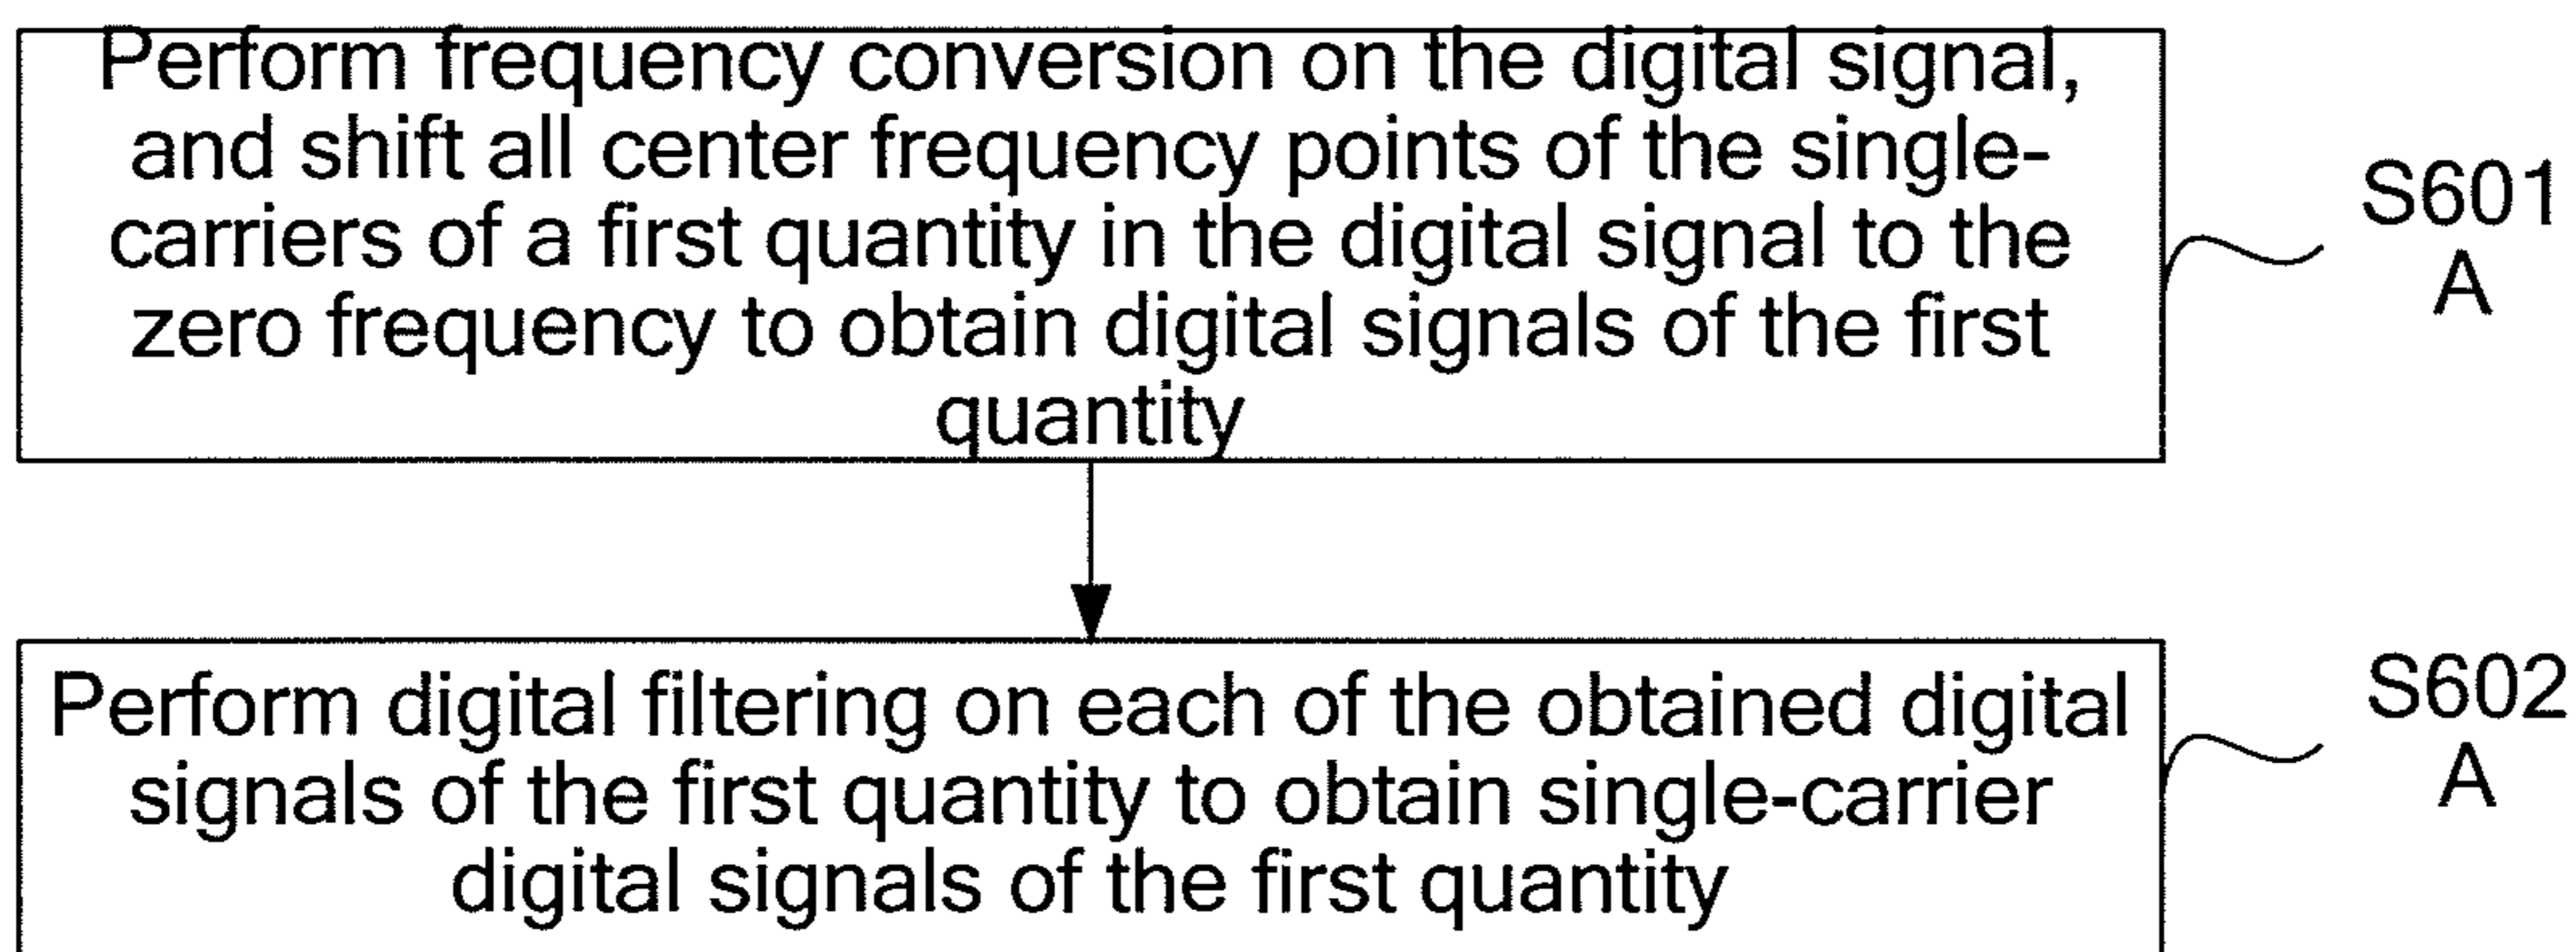 Perform frequency conversion on the digital signal,
and shift all center frequency points of the single-
carriers of a first quantity in the digital signal to the
zero frequency to obtain digital signals of the first
quantity
S601
A
Perform digital filtering on each of the obtained digital
signals of the first quantity to obtain single-carrier
digital signals of the first quantity
S602
A